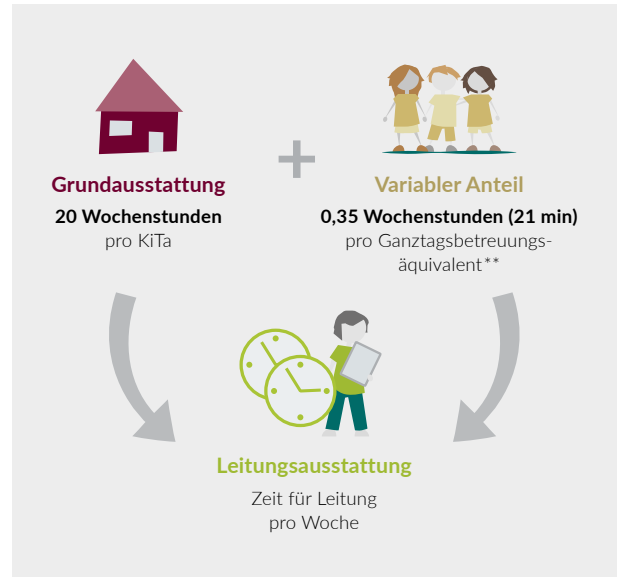 Grundausstattung
20 Wochenstunden
pro KiTa
+
Variabler Anteil
0,35 Wochenstunden (21 min)
pro Ganztagsbetreuungs-
äquivalent**
Leitungsausstattung
Zeit für Leitung
pro Woche